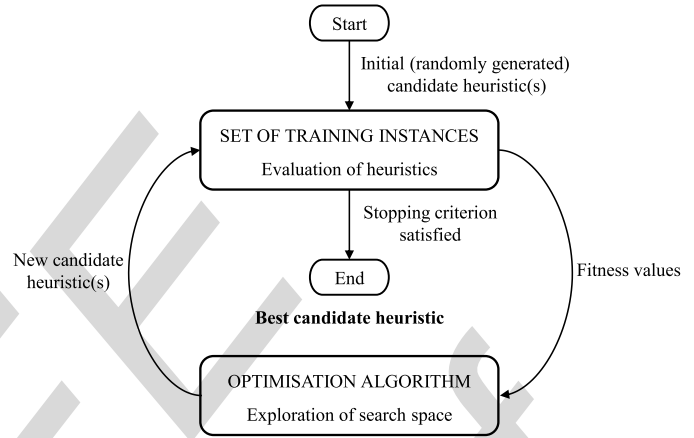 Start
Initial (randomly generated)
candidate heuristic(s)
SET OF TRAINING INSTANCES
Evaluation of heuristics
Stopping criterion
satisfied
New candidate
heuristic(s)
Fitness values
End
Best candidate heuristic
OPTIMISATION ALGORITHM
Exploration of search space